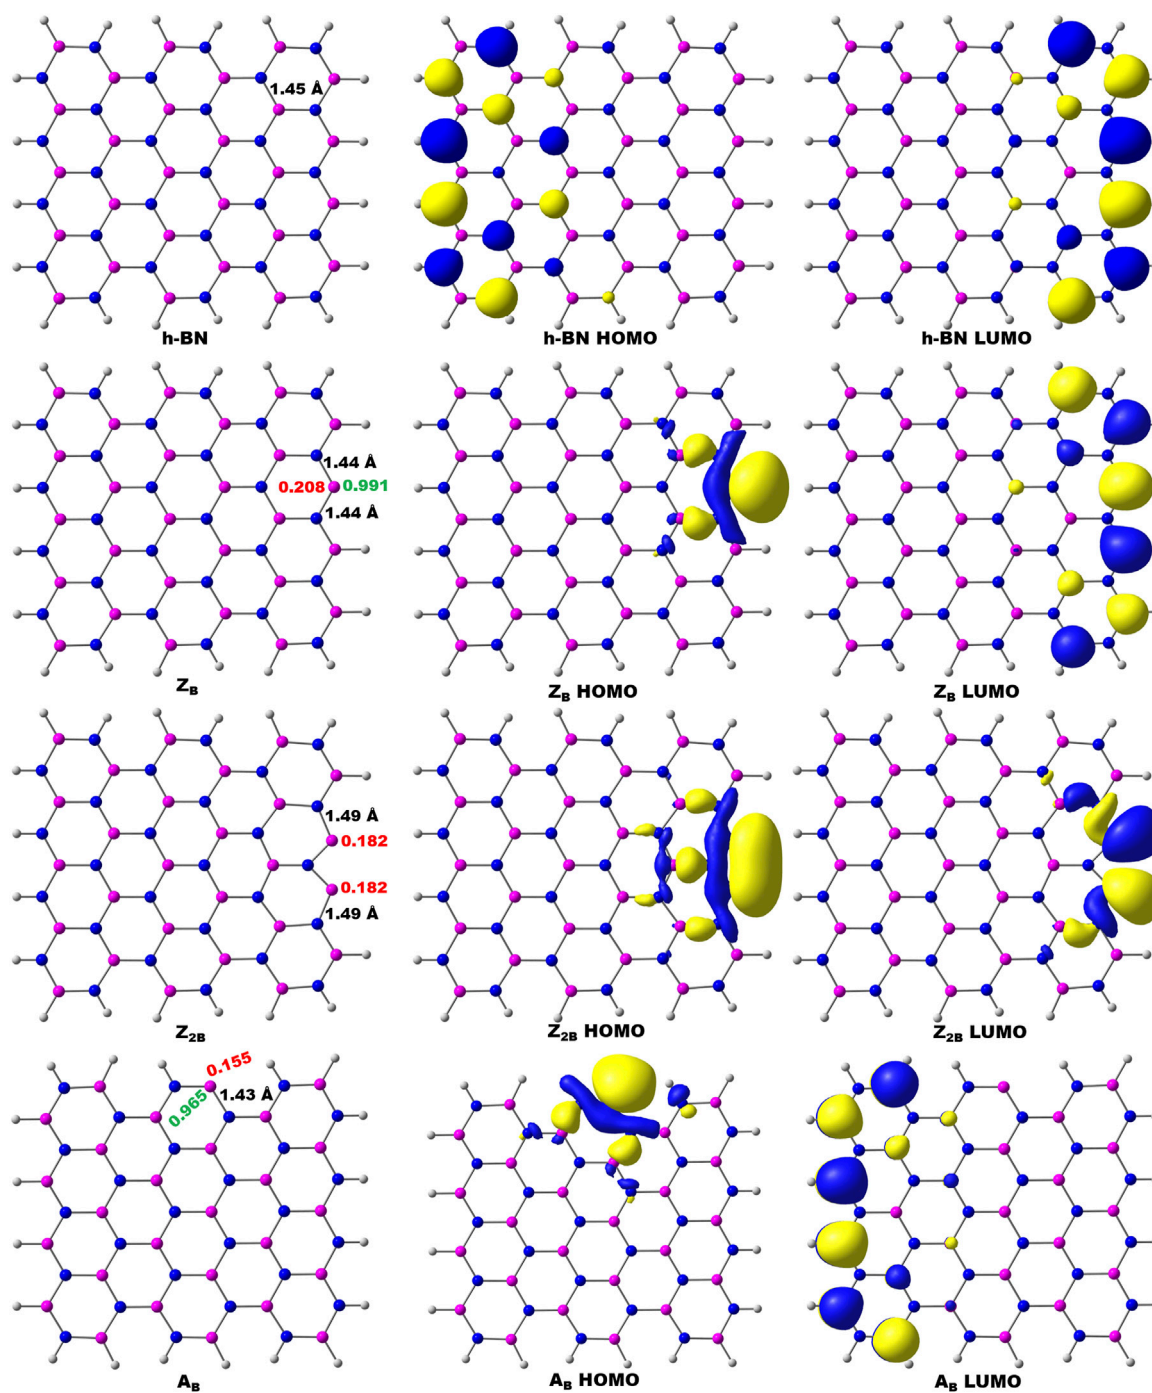 1.45 Å
h-BN
h-BN HOMO
h-BN LUMO
1.44 Å
0.208 0.991
1.44 Å
Z_B
Z_B HOMO
Z_B LUMO
1.49 Å
0.182
0.182
1.49 Å
Z_2B
Z_2B HOMO
Z_2B LUMO
0.155
1.43 Å
0.965
A_B
A_B HOMO
A_B LUMO